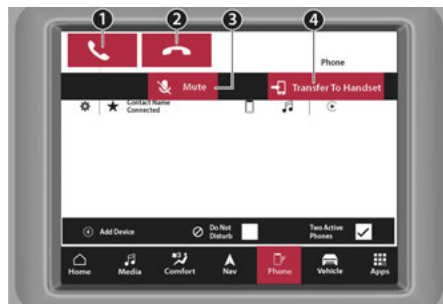 1
2
3
4
Phone
Mute
Transfer To Handset
Contact Name
Connected
Add Device
Do Not
Disturb
Two Active
Phones
Home
Media
Comfort
Nav
Phone
Vehicle
Apps